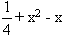 1/4 + x² - x